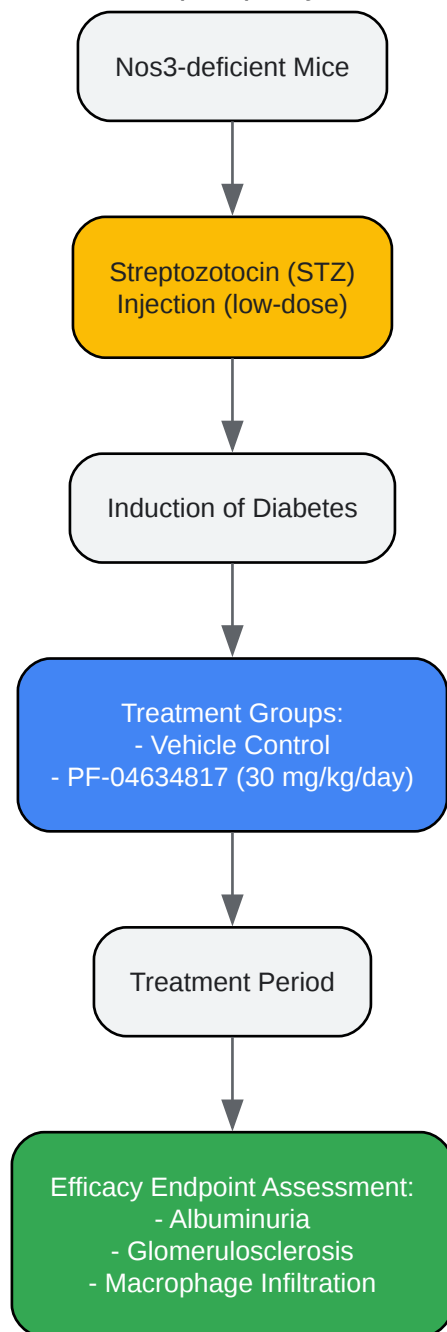 Nos3-deficient Mice
Streptozotocin (STZ)
Injection (low-dose)
Induction of Diabetes
Treatment Groups:
- Vehicle Control
- PF-04634817 (30 mg/kg/day)
Treatment Period
Efficacy Endpoint Assessment:
- Albuminuria
- Glomerulosclerosis
- Macrophage Infiltration